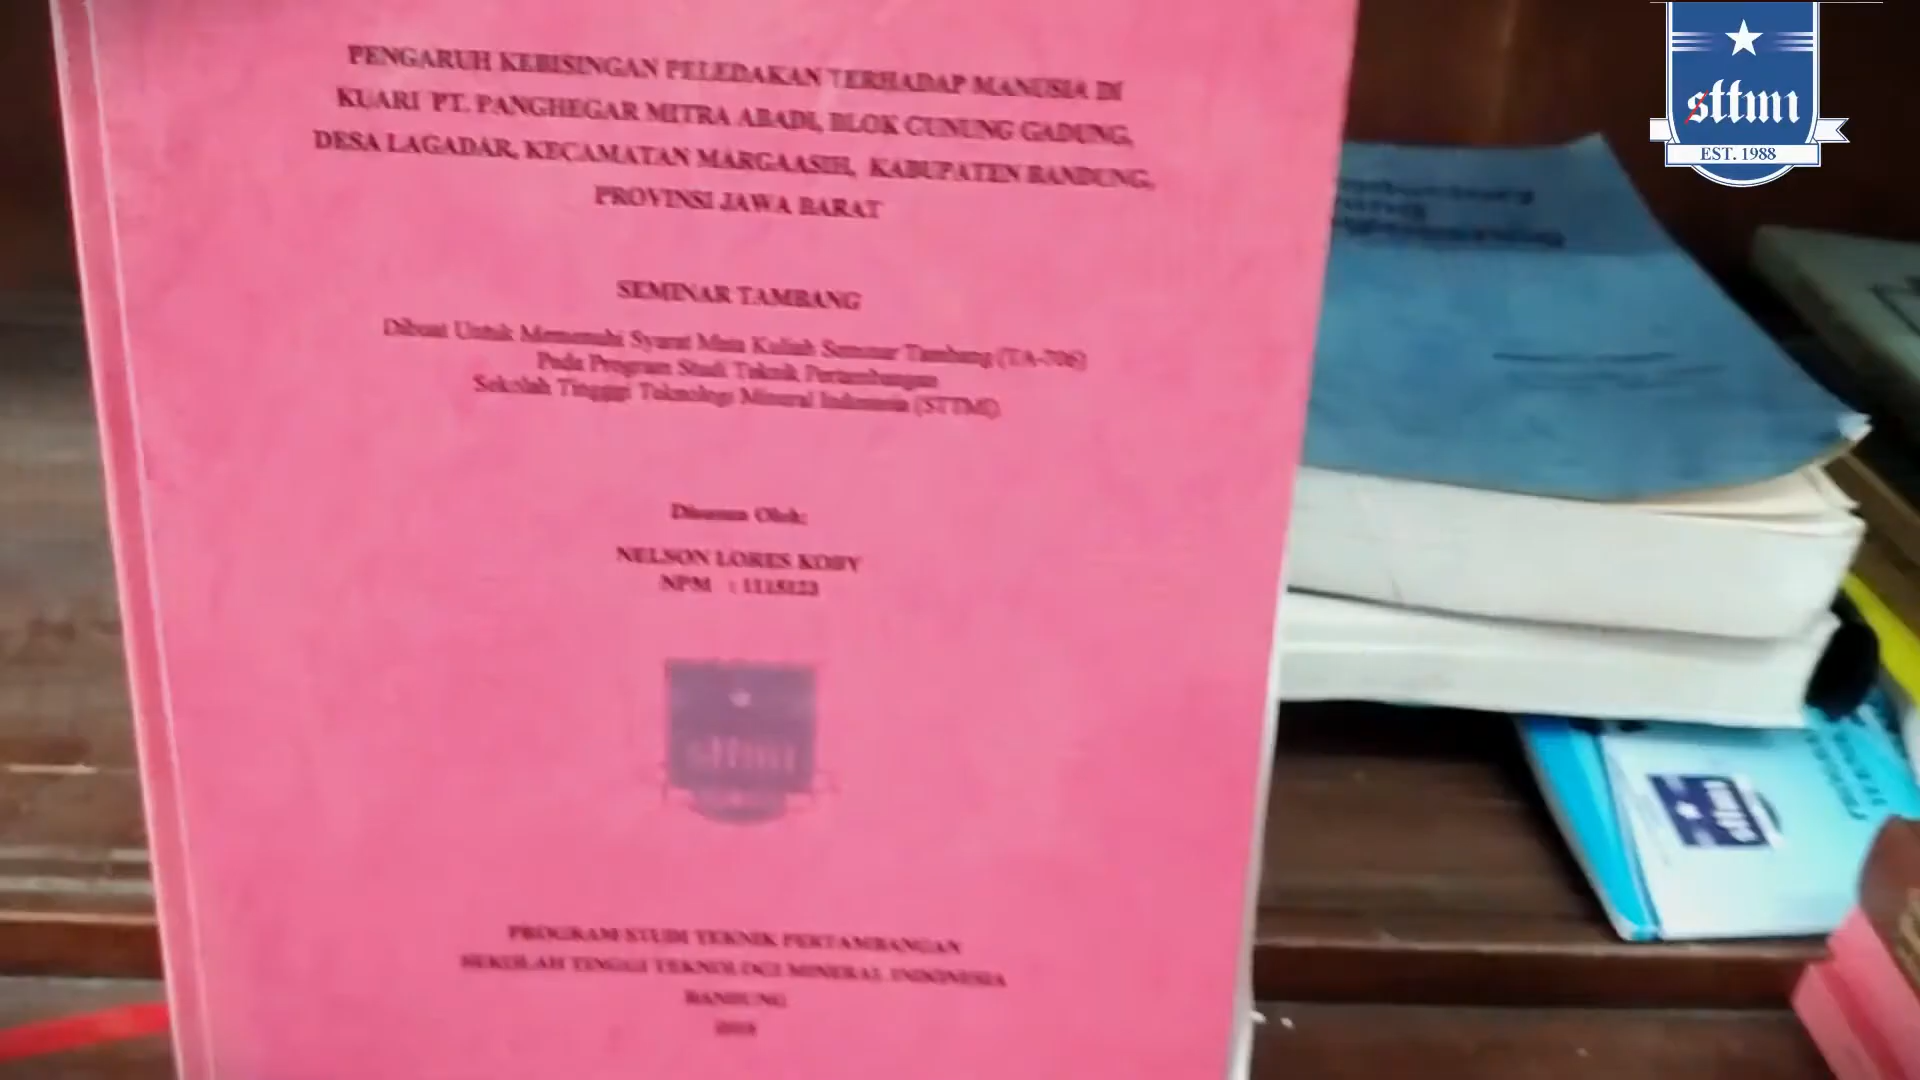 PENGARUH KEBISINGAN PELEDAKAN TERHADAP MANUSIA DI
KUARI PT. PANGHEGAR MITRA ABADI, BLOK GUNUNG GADUNG,
DESA LAGADAR, KECAMATAN MARGAASIH, KABUPATEN BANDUNG,
PROVINSI JAWA BARAT
SEMINAR TAMBANG
Dibuat Untuk Memenuhi Syarat Mata Kuliah Seminar Tambang (TA-706)
Pada Program Studi Teknik Pertambangan
Sekolah Tinggi Teknologi Mineral Indonesia (STTMI)
Disusun Oleh:
NELSON LORES KOBY
NPM :
sttmi
PROGRAM STUDI TEKNIK PERTAMBANGAN
SEKOLAH TINGGI TEKNOLOGI MINERAL INDONESIA
BANDUNG
sttmi
EST. 1988
sttmi